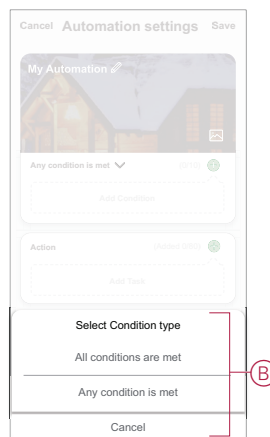 Cancel Automation settings Save
My Automation
Any condition is met (0/10)
Add Condition
Action
Add Task
Select Condition type
All conditions are met
Any condition is met
B
Cancel